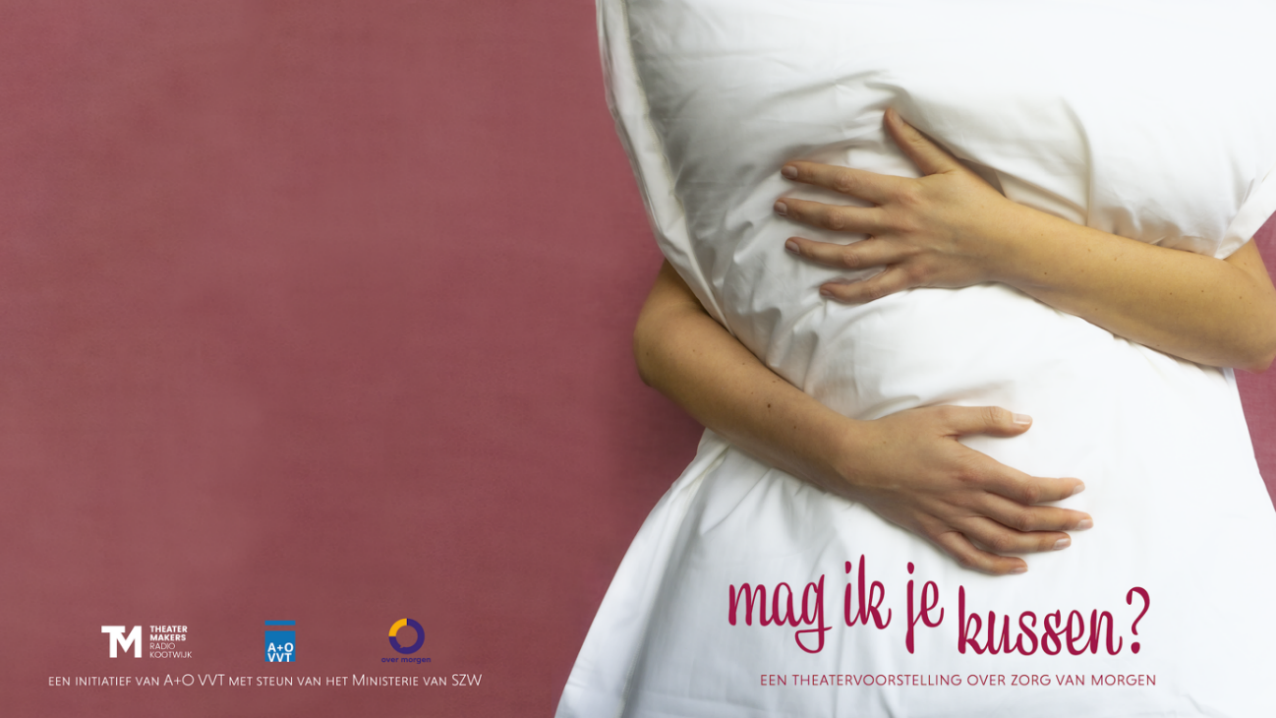 mag ik je kussen?
EEN THEATERVOORSTELLING OVER ZORG VAN MORGEN
TM THEATER
MAKERS
RADIO
KOOTWIJK
A+O
VVT
over morgen
EEN INITIATIEF VAN A+O VVT MET STEUN VAN HET MINISTERIE VAN SZW